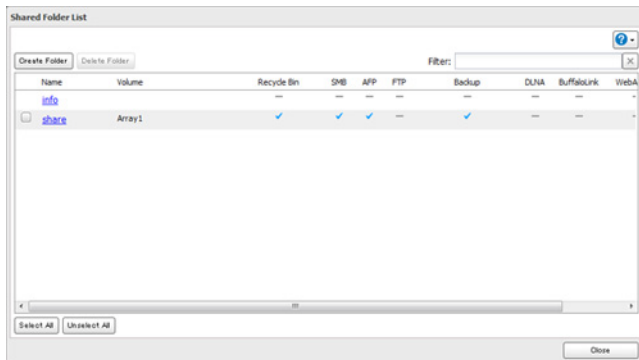 Shared Folder List
?
Create Folder Delete Folder Filter:
Name Volume Recycle Bin SMB AFP FTP Backup DLNA BuffaloLink WebA
info — — — — — — — -
share Array1 ✓ ✓ ✓ — ✓ — — -
Select All Unselect All
Close